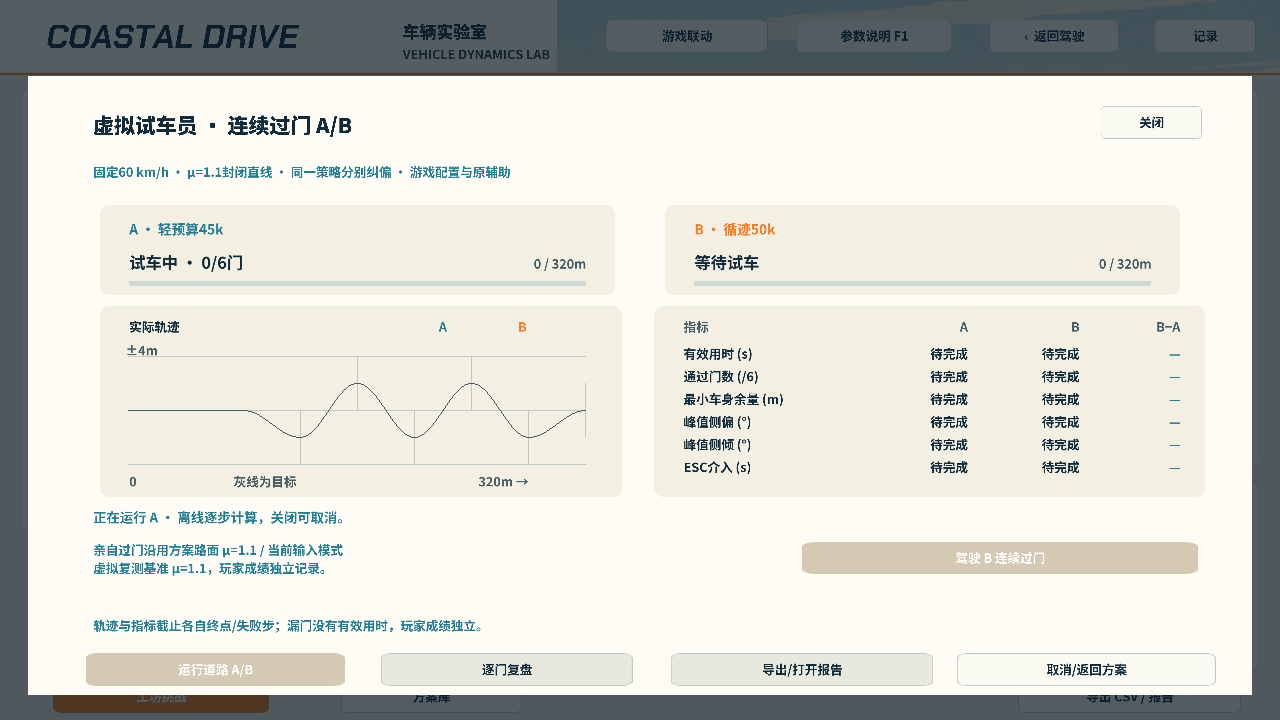 COASTAL DRIVE
车辆实验室
VEHICLE DYNAMICS LAB
游戏联动
参数说明 F1
‹ 返回驾驶
记录
虚拟试车员 · 连续过门 A/B
关闭
固定60 km/h · μ=1.1封闭直线 · 同一策略分别纠偏 · 游戏配置与原辅助
A · 轻预算45k
试车中 · 0/6门
0 / 320m
B · 循迹50k
等待试车
0 / 320m
实际轨迹 A B
±4m
0 灰线为目标 320m →
指标 A B B−A
有效用时 (s) 待完成 待完成 —
通过门数 (/6) 待完成 待完成 —
最小车身余量 (m) 待完成 待完成 —
峰值侧偏 (°) 待完成 待完成 —
峰值侧倾 (°) 待完成 待完成 —
ESC介入 (s) 待完成 待完成 —
正在运行 A · 离线逐步计算，关闭可取消。
亲自过门沿用方案路面 μ=1.1 / 当前输入模式
虚拟复测基准 μ=1.1，玩家成绩独立记录。
驾驶 B 连续过门
轨迹与指标截止各自终点/失败步；漏门没有有效用时，玩家成绩独立。
运行道路 A/B
逐门复盘
导出/打开报告
取消/返回方案
工坊挑战
方案库
导出 CSV / 报告